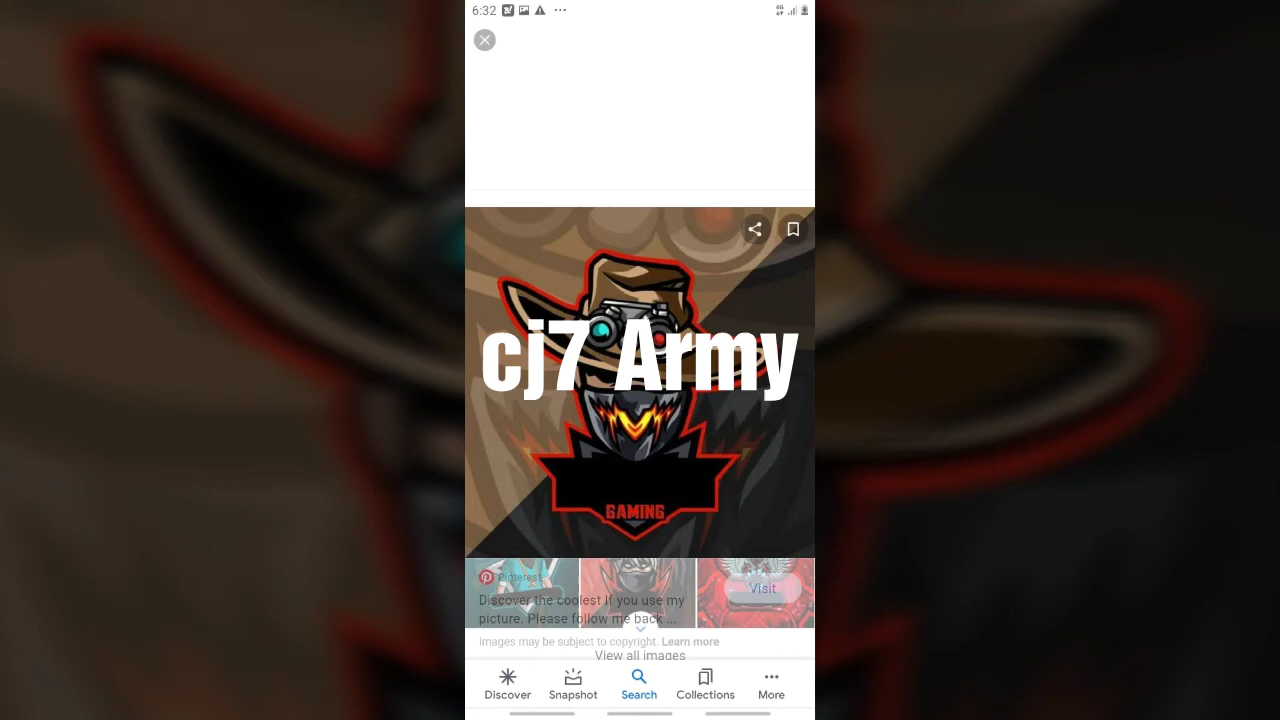 6:32
4G
cj7 Army
GAMING
Pinterest
Visit
Discover the coolest If you use my
picture. Please follow me back ...
Images may be subject to copyright. Learn more
View all images
Discover Snapshot Search Collections More